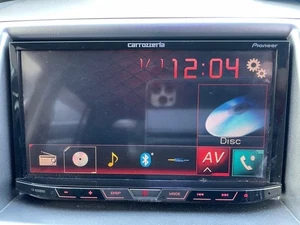 carrozzeria Pioneer
1/1 12:04
Disc
AV
DISP MODE